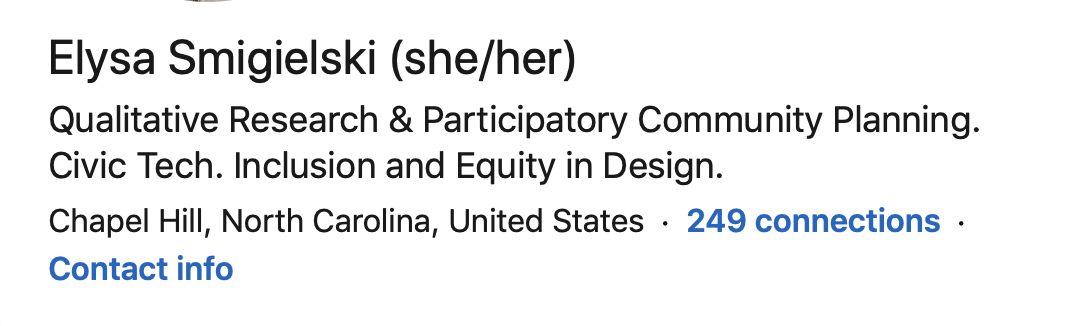 Elysa Smigielski (she/her)
Qualitative Research & Participatory Community Planning.
Civic Tech. Inclusion and Equity in Design.
Chapel Hill, North Carolina, United States · 249 connections ·
Contact info